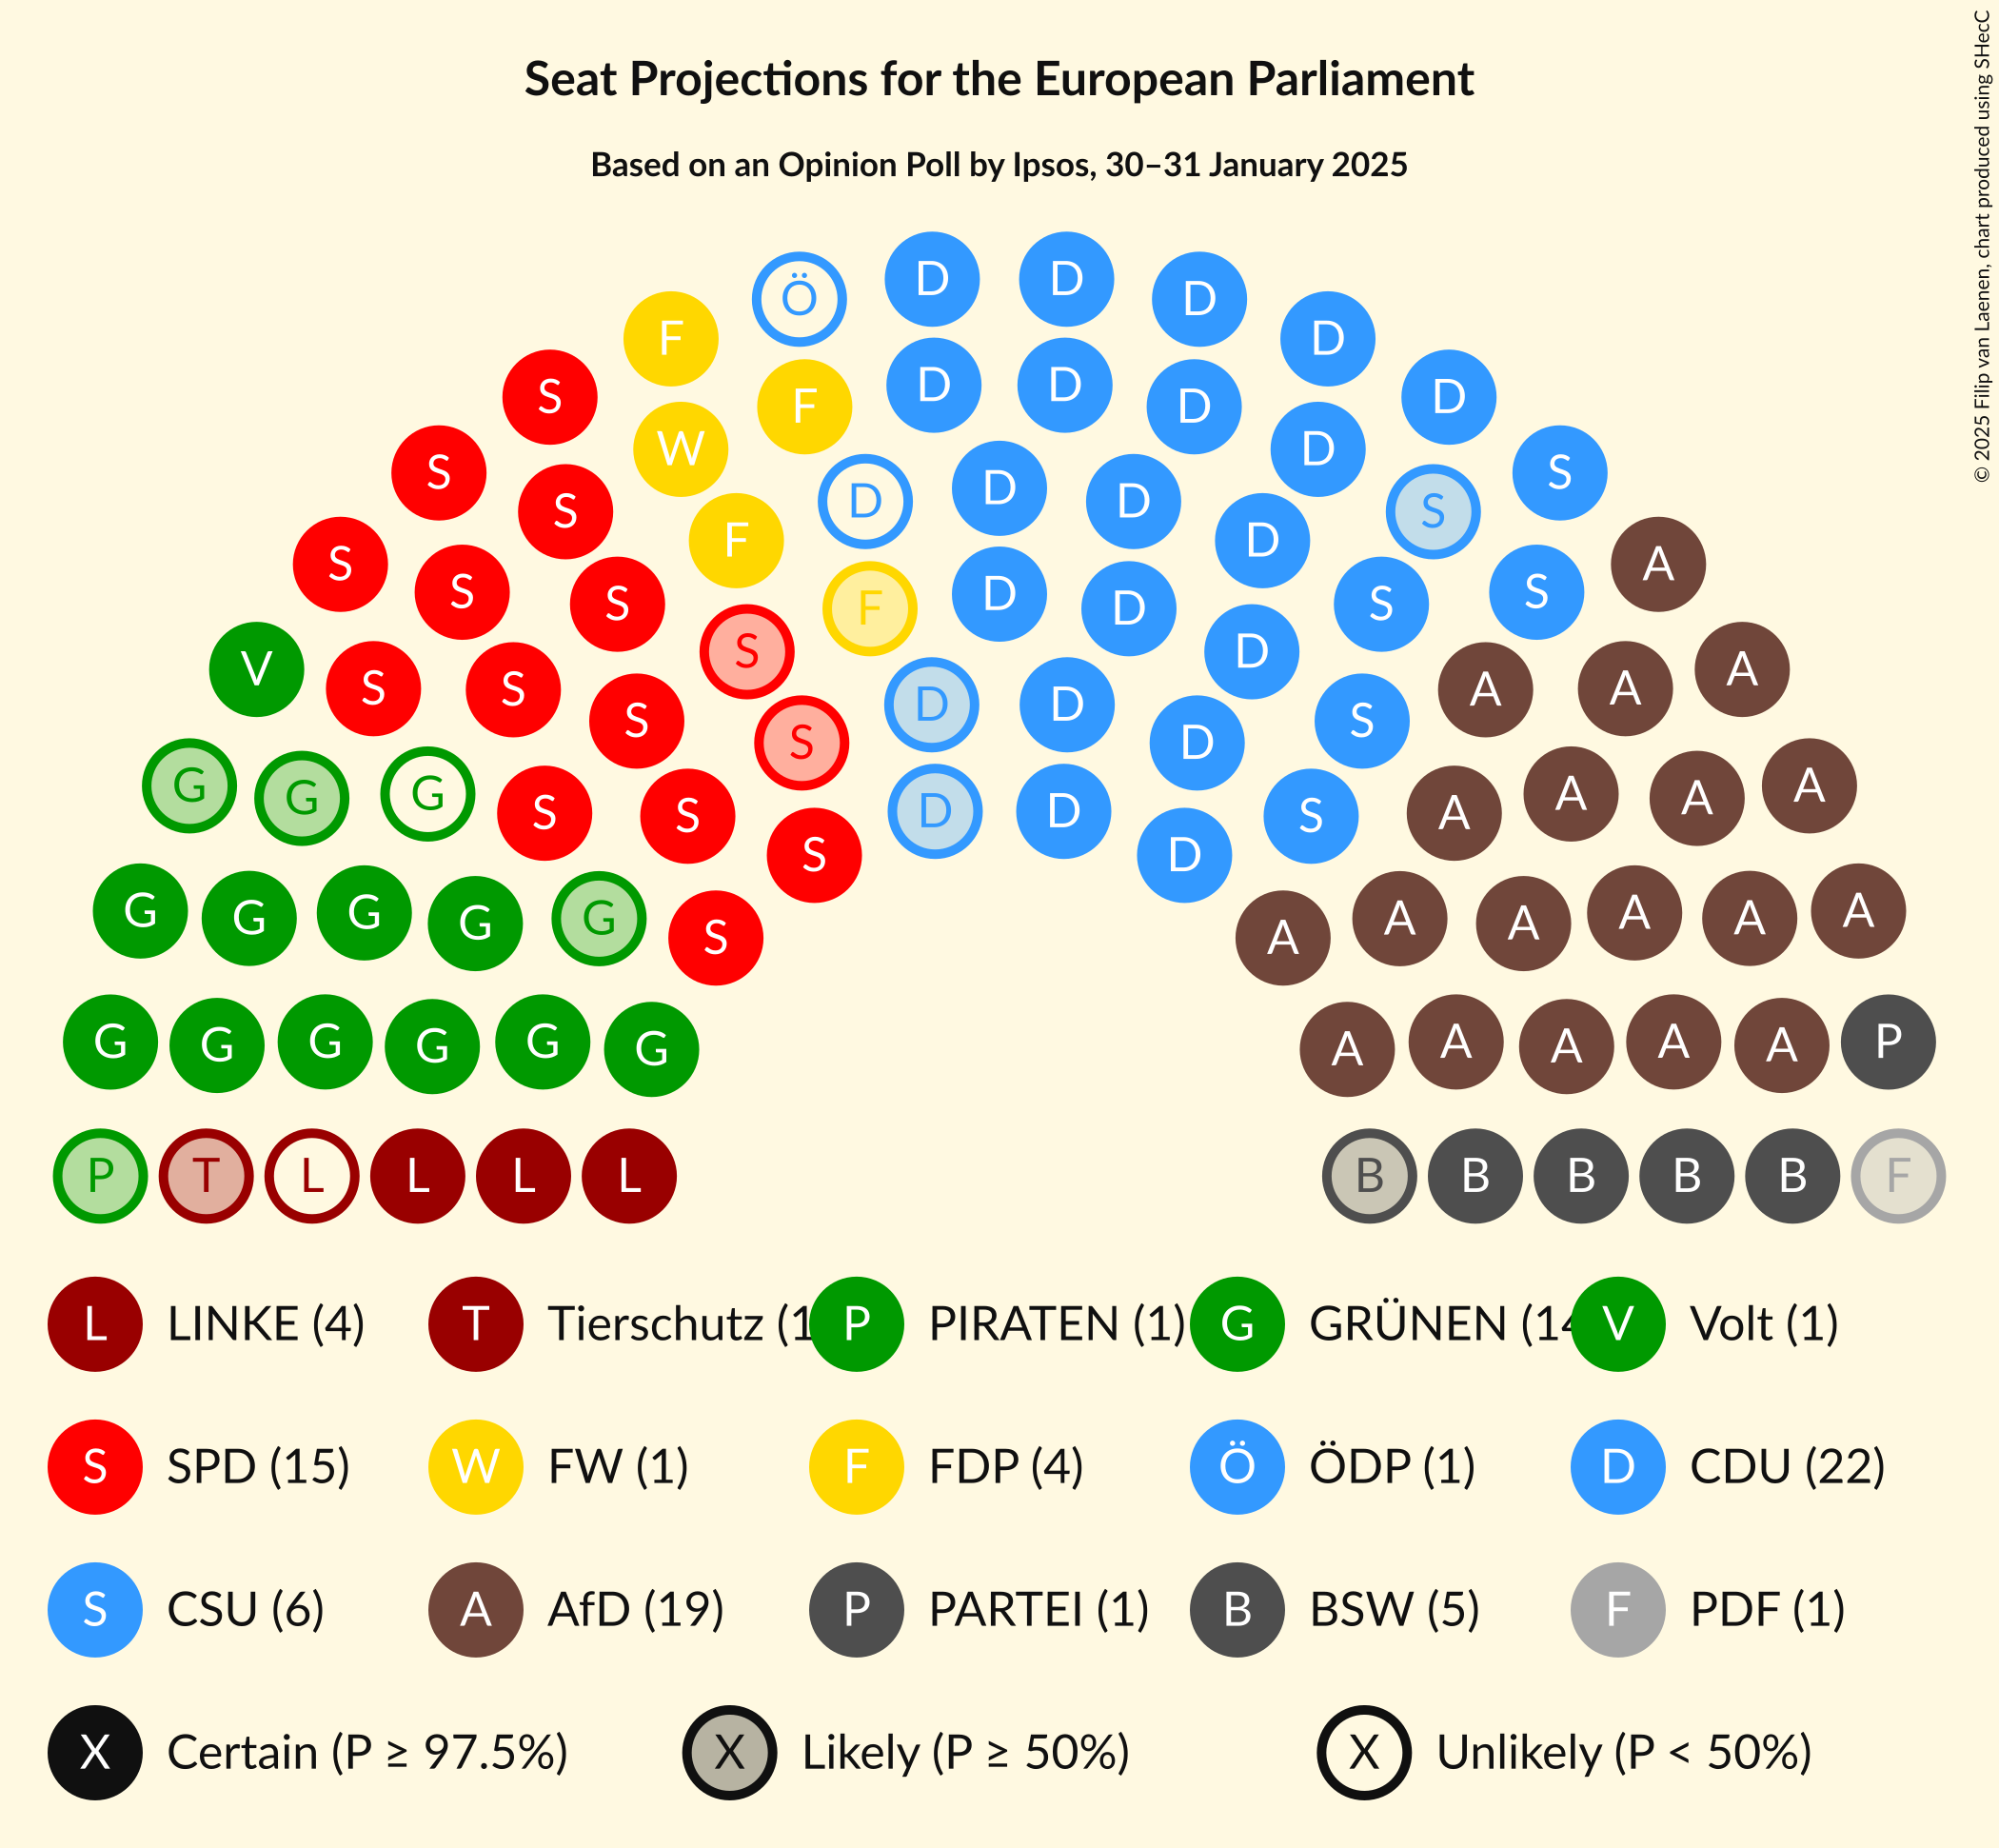 Seat Projections for the European Parliament
Based on an Opinion Poll by Ipsos, 30–31 January 2025
© 2025 Filip van Laenen, chart produced using SHecC
Ö D D D D
F F D D D D D
S W D D D D S S
S S F F D D D S S A
S S S S D D D S A A A
V S S S S D D D S A A A A
G G G S S S D A A A A A A
G G G G G S A A A A A P
G G G G G G
P T L L L L B B B B B F
L LINKE (4) T Tierschutz (1 P PIRATEN (1) G GRÜNEN (14 V Volt (1)
S SPD (15) W FW (1) F FDP (4) Ö ÖDP (1) D CDU (22)
S CSU (6) A AfD (19) P PARTEI (1) B BSW (5) F PDF (1)
X Certain (P ≥ 97.5%) X Likely (P ≥ 50%) X Unlikely (P < 50%)